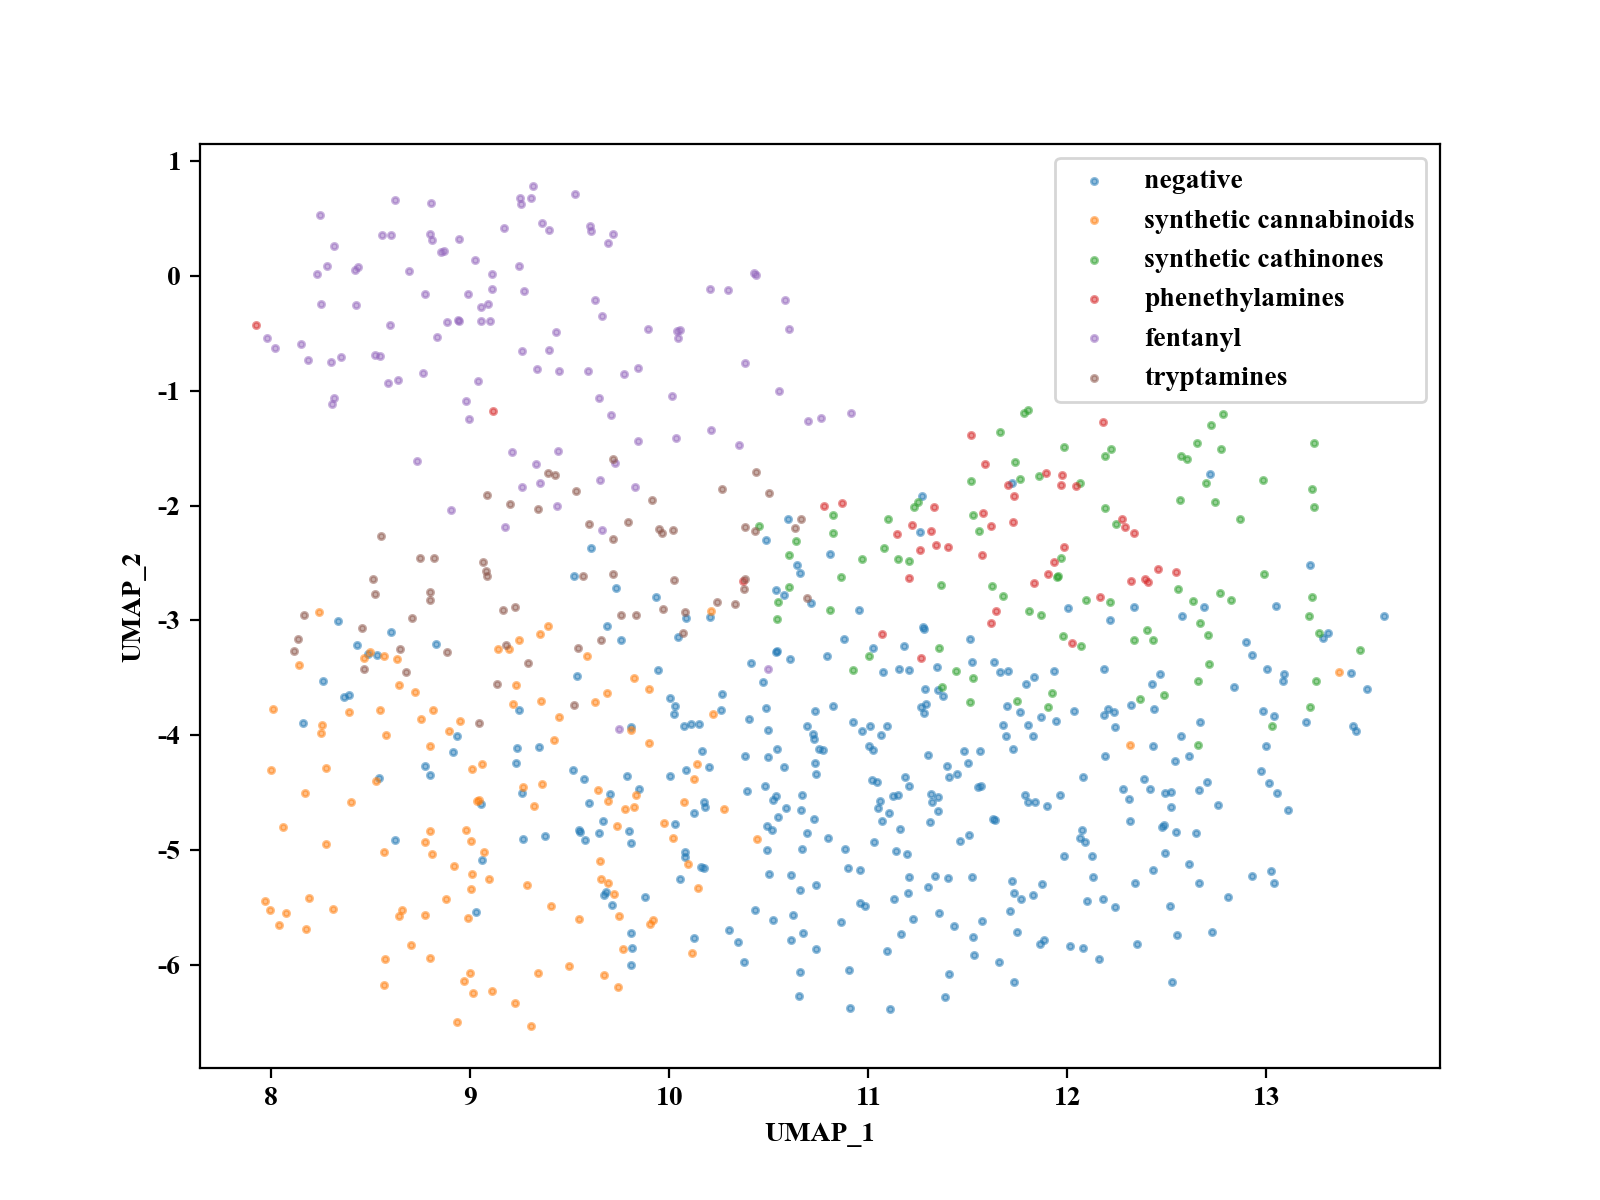 1
0
-1
-2
-3
-4
-5
-6
UMAP_2
negative
synthetic cannabinoids
synthetic cathinones
phenethylamines
fentanyl
tryptamines
8 9 10 11 12 13
UMAP_1